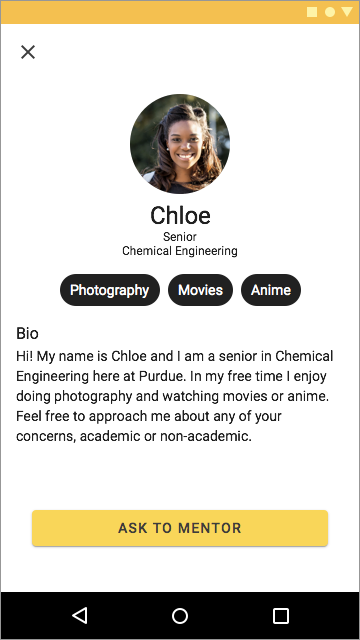 Chloe
Senior
Chemical Engineering
Photography Movies Anime
Bio
Hi! My name is Chloe and I am a senior in Chemical
Engineering here at Purdue. In my free time I enjoy
doing photography and watching movies or anime.
Feel free to approach me about any of your
concerns, academic or non-academic.
ASK TO MENTOR